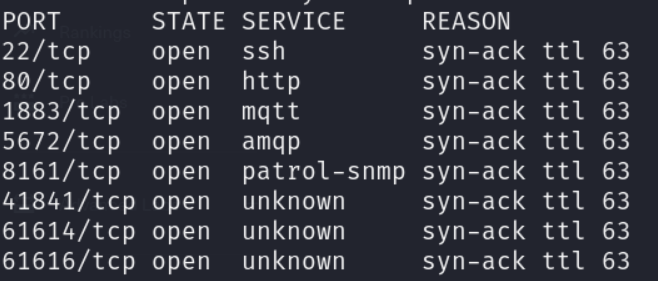 PORT STATE SERVICE REASON
22/tcp open ssh syn-ack ttl 63
80/tcp open http syn-ack ttl 63
1883/tcp open mqtt syn-ack ttl 63
5672/tcp open amqp syn-ack ttl 63
8161/tcp open patrol-snmp syn-ack ttl 63
41841/tcp open unknown syn-ack ttl 63
61614/tcp open unknown syn-ack ttl 63
61616/tcp open unknown syn-ack ttl 63